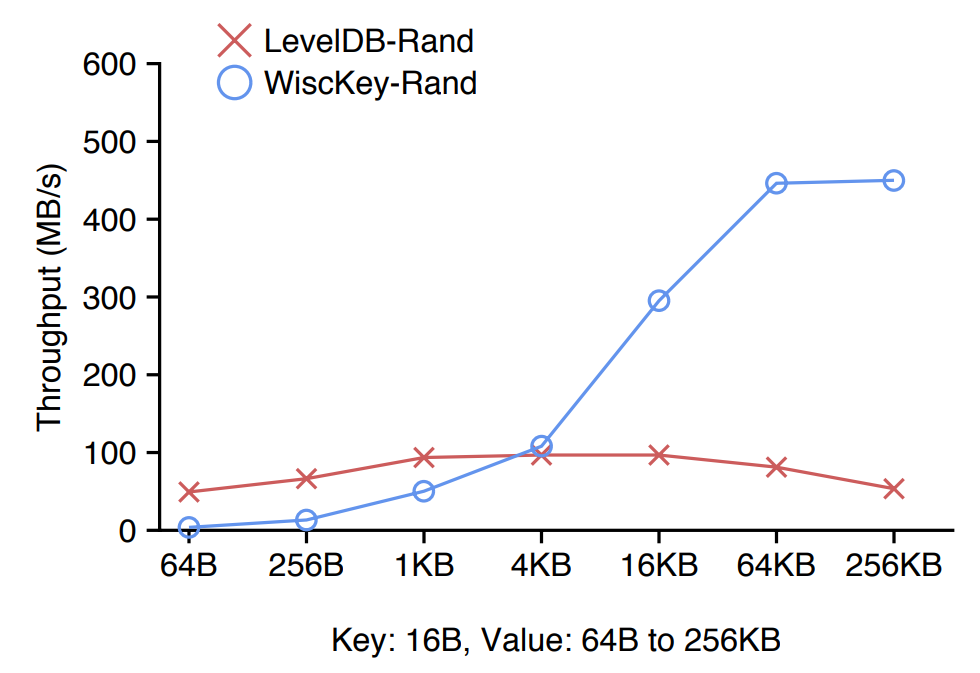 LevelDB-Rand
WiscKey-Rand
600
500
400
300
200
100
0
Throughput (MB/s)
64B 256B 1KB 4KB 16KB 64KB 256KB
Key: 16B, Value: 64B to 256KB